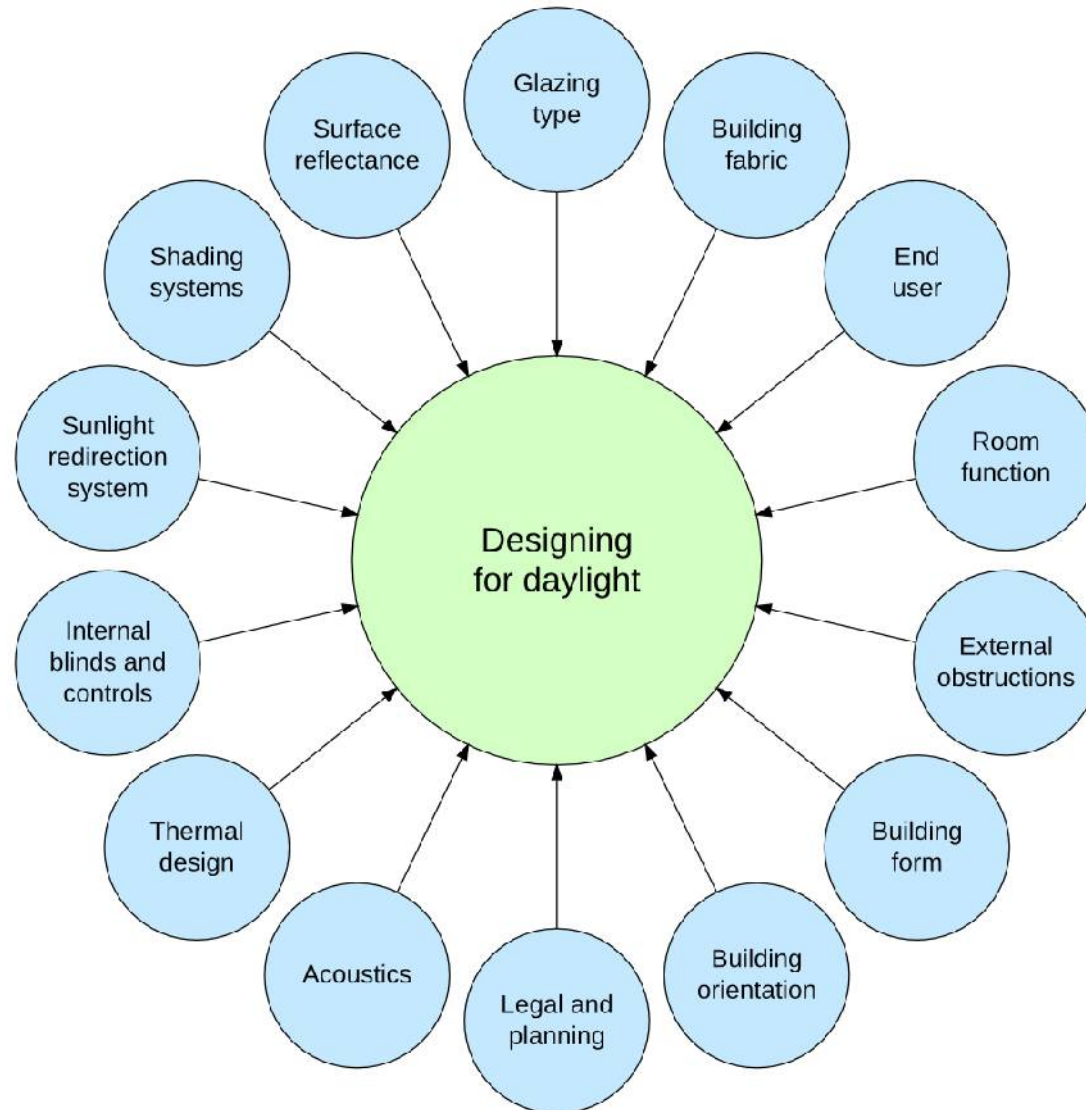 Glazing
type
Building
fabric
End
user
Room
function
External
obstructions
Building
form
Building
orientation
Legal and
planning
Acoustics
Thermal
design
Internal
blinds and
controls
Sunlight
redirection
system
Shading
systems
Surface
reflectance
Designing
for daylight